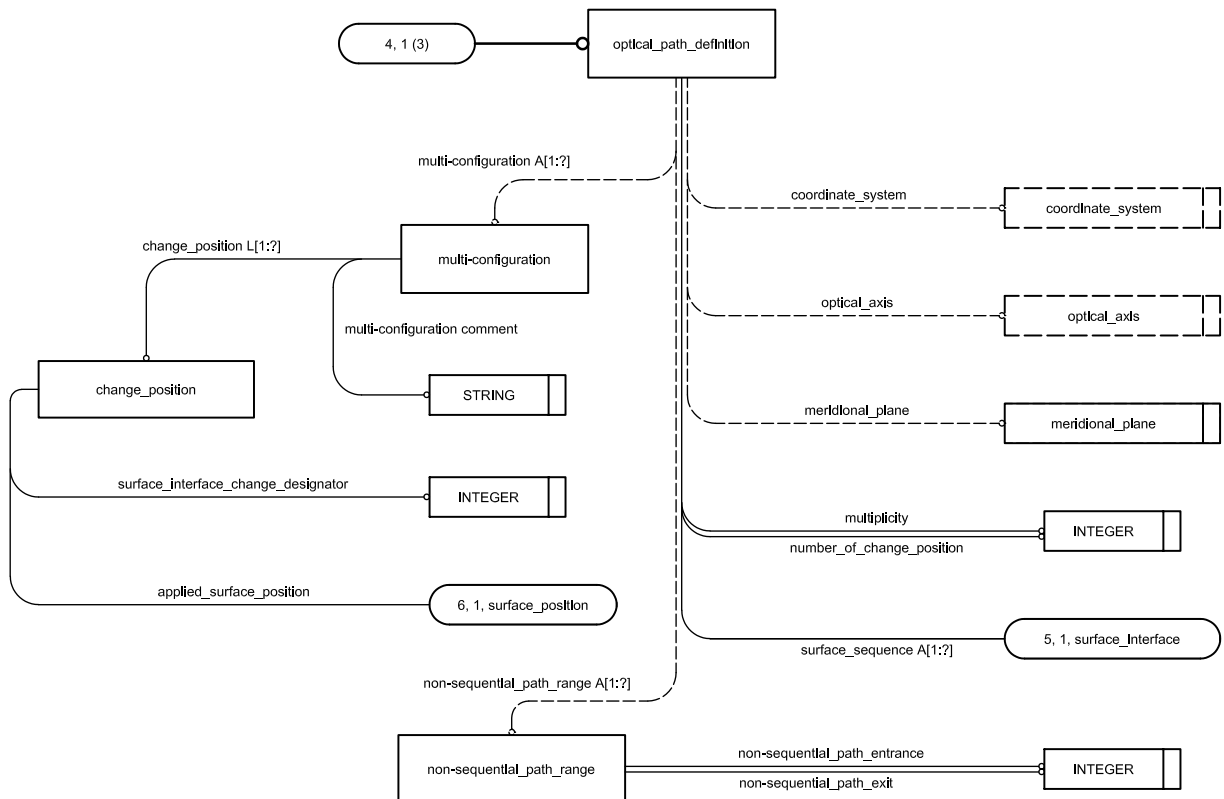 4, 1 (3)
optical_path_definition
multi-configuration A[1:?]
coordinate_system
coordinate_system
change_position L[1:?]
multi-configuration
optical_axis
optical_axis
multi-configuration comment
change_position
STRING
meridional_plane
meridional_plane
surface_interface_change_designator
INTEGER
multiplicity
number_of_change_position
INTEGER
applied_surface_position
6, 1, surface_position
surface_sequence A[1:?]
5, 1, surface_interface
non-sequential_path_range A[1:?]
non-sequential_path_range
non-sequential_path_entrance
non-sequential_path_exit
INTEGER